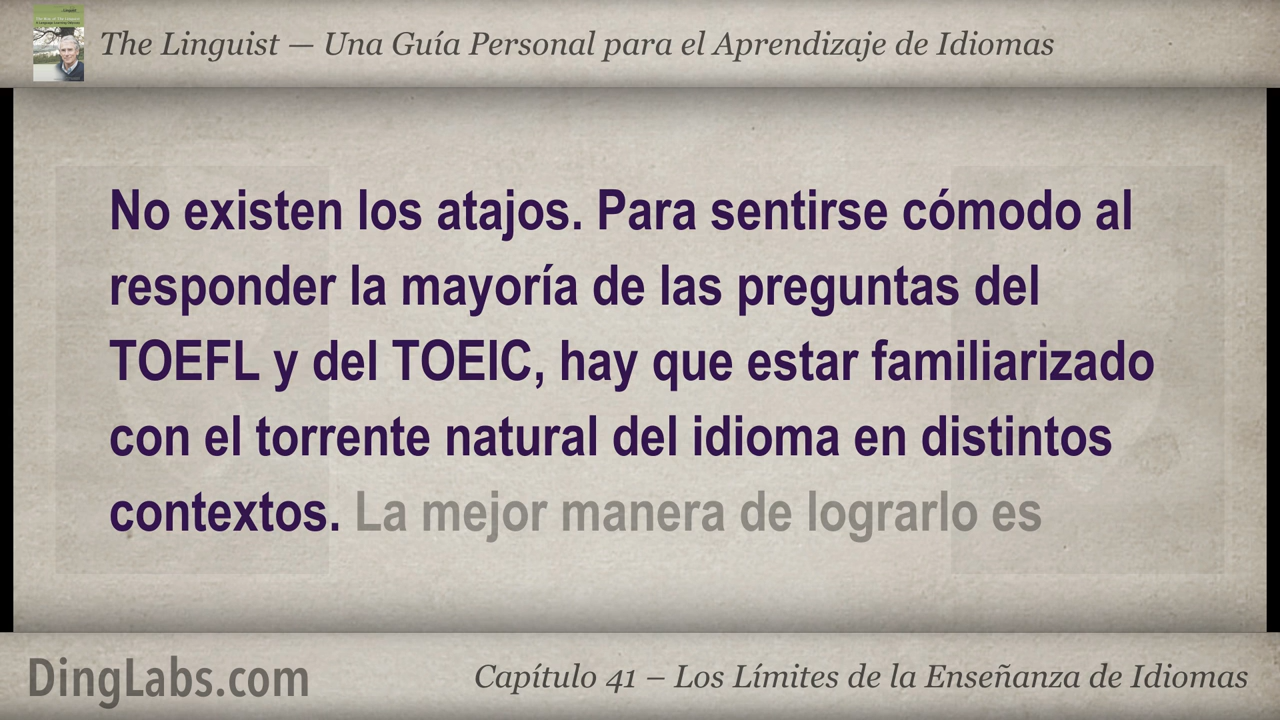 The Linguist — Una Guía Personal para el Aprendizaje de Idiomas
No existen los atajos. Para sentirse cómodo al
responder la mayoría de las preguntas del
TOEFL y del TOEIC, hay que estar familiarizado
con el torrente natural del idioma en distintos
contextos. La mejor manera de lograrlo es
DingLabs.com
Capítulo 41 – Los Límites de la Enseñanza de Idiomas